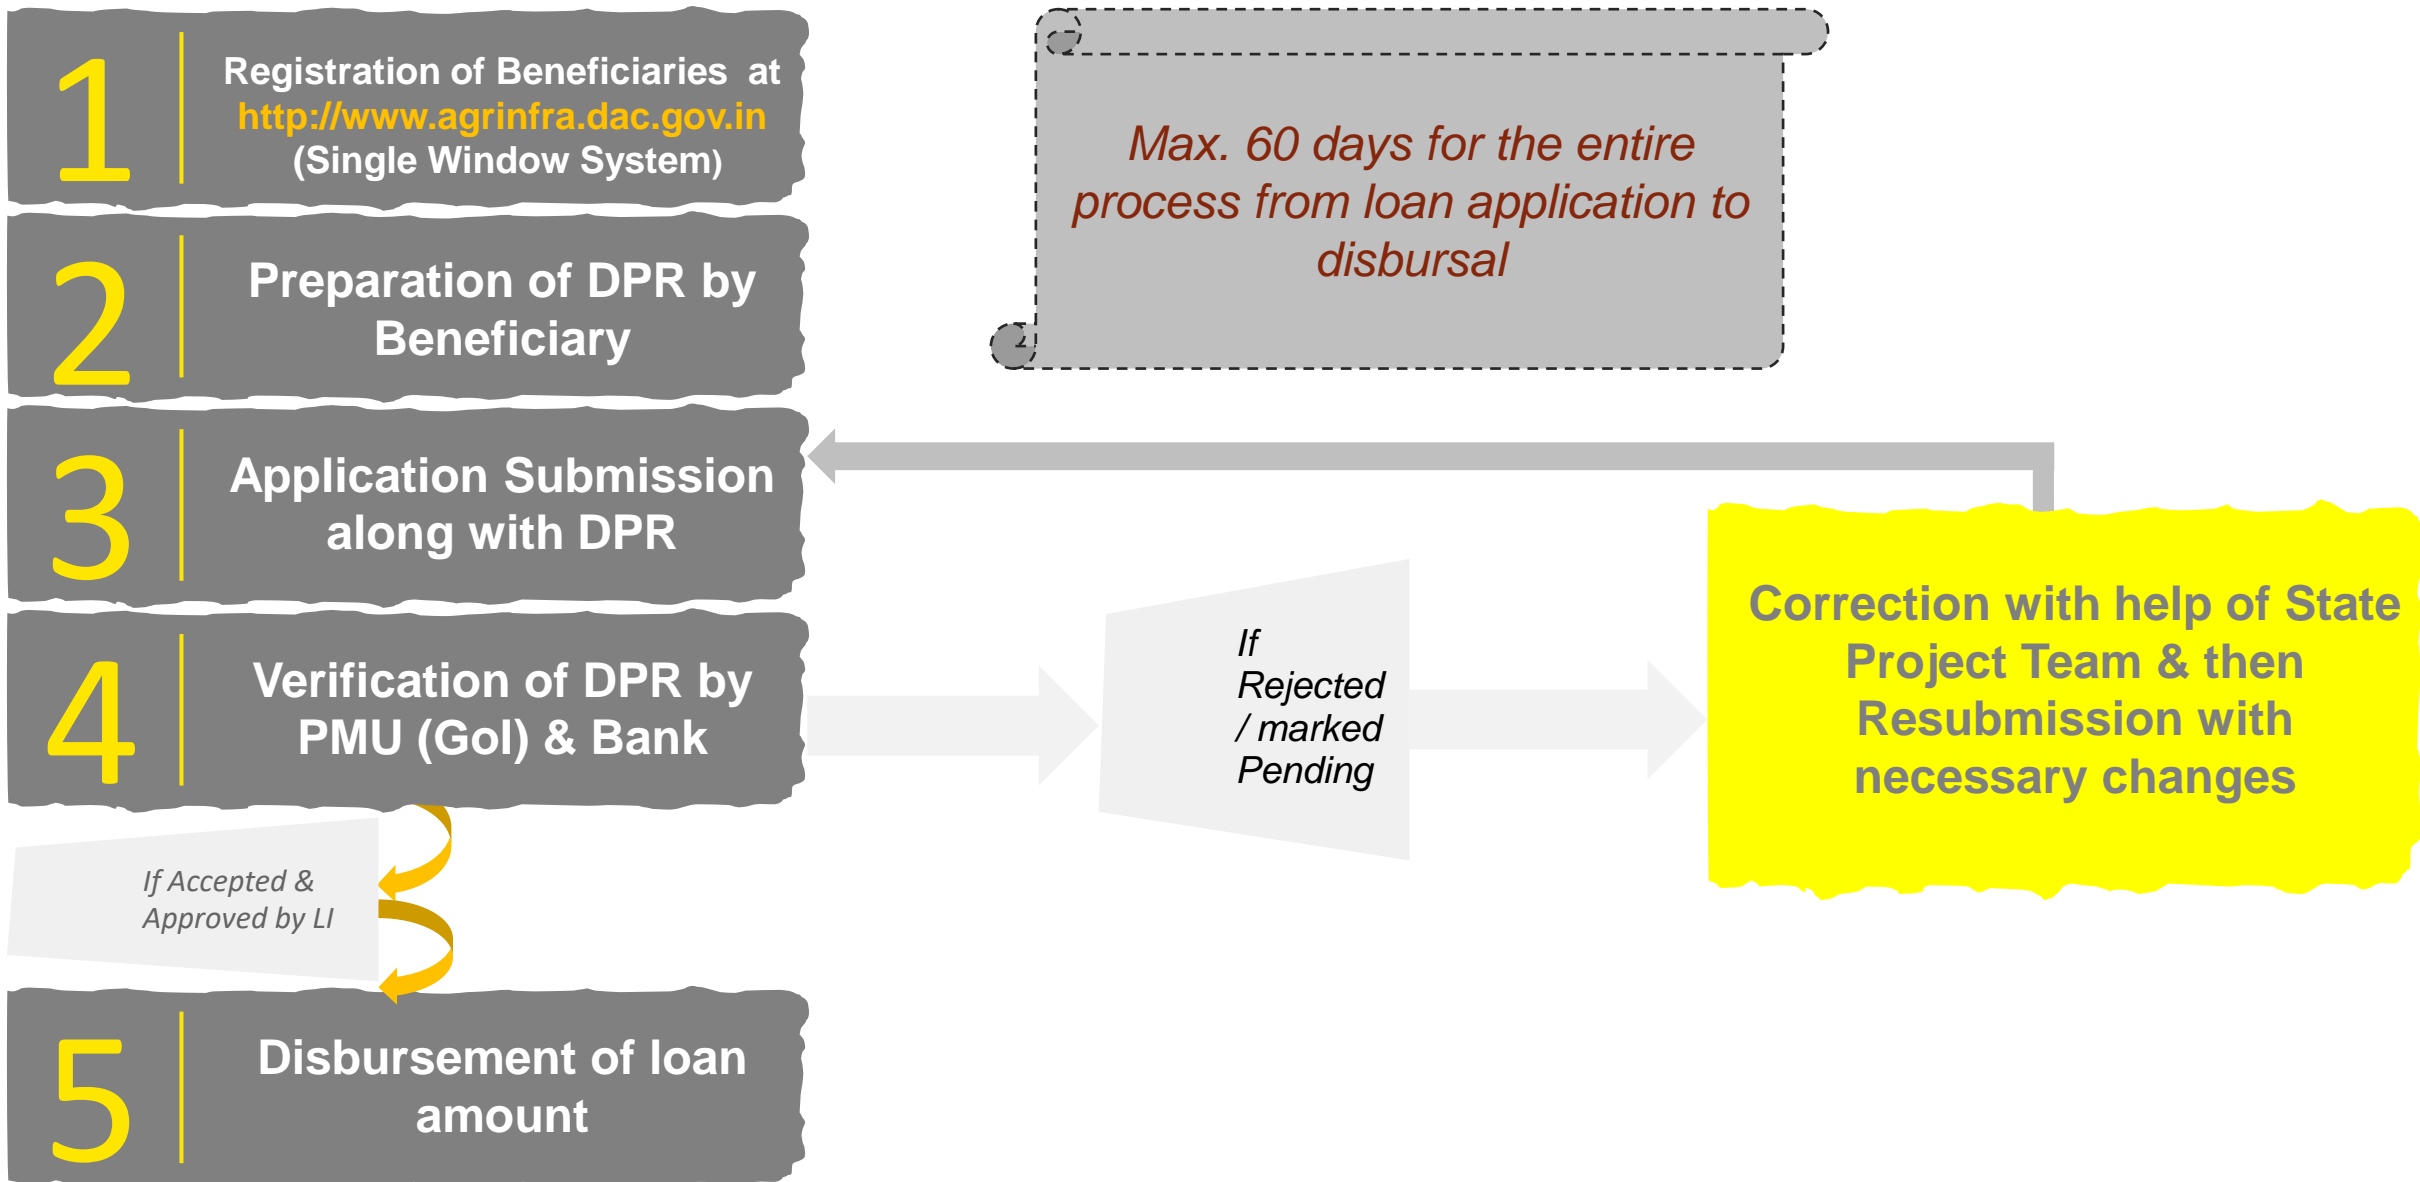 1
Registration of Beneficiaries at
http://www.agrinfra.dac.gov.in
(Single Window System)
Max. 60 days for the entire
process from loan application to
disbursal
2
Preparation of DPR by
Beneficiary
3
Application Submission
along with DPR
4
Verification of DPR by
PMU (GoI) & Bank
If
Rejected
/ marked
Pending
Correction with help of State
Project Team & then
Resubmission with
necessary changes
If Accepted &
Approved by LI
5
Disbursement of loan
amount